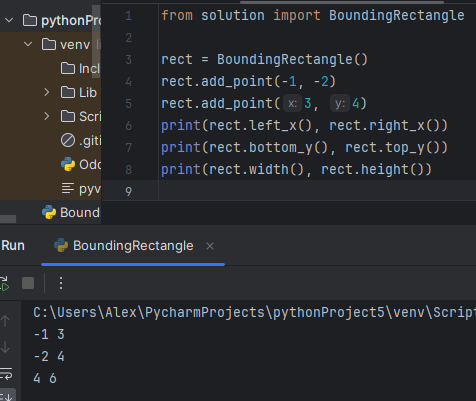 pythonPr
venv
Incl
Lib
Scri
.giti
Odd
pyv
Bound
1 from solution import BoundingRectangle
2
3 rect = BoundingRectangle()
4 rect.add_point(-1, -2)
5 rect.add_point( x: 3, y: 4)
6 print(rect.left_x(), rect.right_x())
7 print(rect.bottom_y(), rect.top_y())
8 print(rect.width(), rect.height())
9
Run BoundingRectangle ×
C:\Users\Alex\PycharmProjects\pythonProject5\venv\Script
-1 3
-2 4
4 6